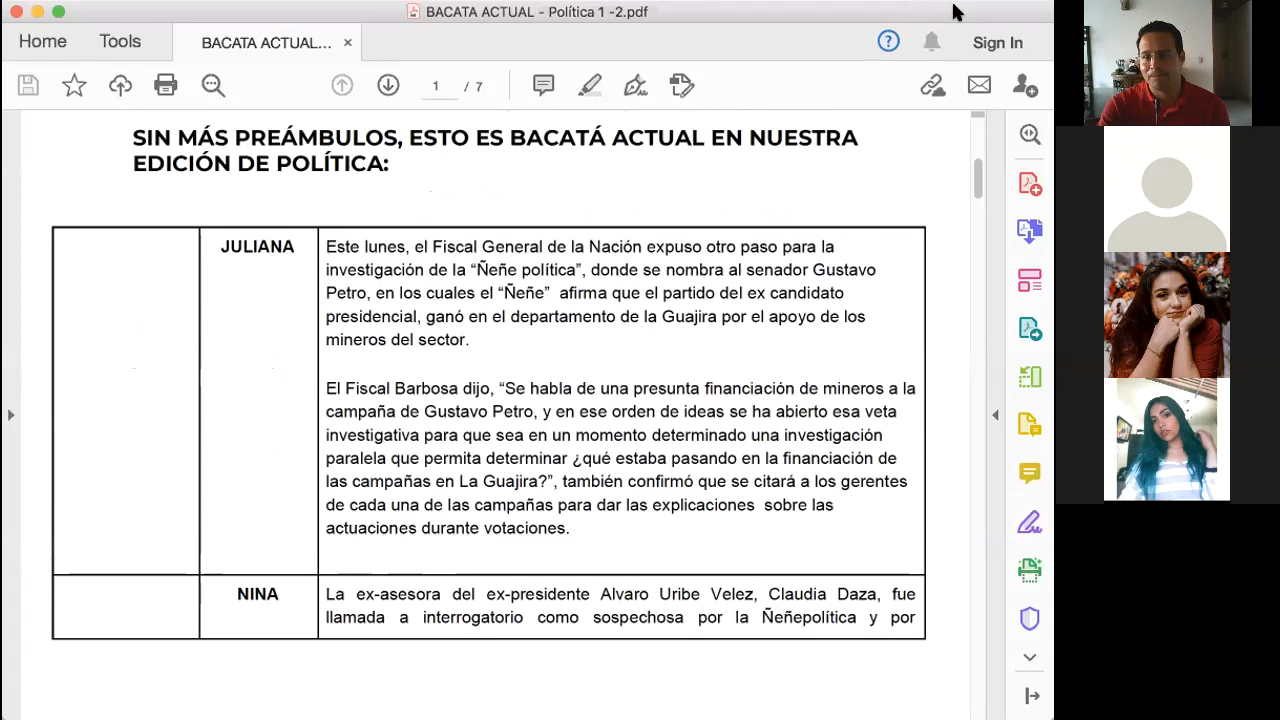 BACATA ACTUAL - Política 1 -2.pdf
Home
Tools
BACATA ACTUAL...
×
?
Sign In
1
/ 7
SIN MÁS PREÁMBULOS, ESTO ES BACATÁ ACTUAL EN NUESTRA
EDICIÓN DE POLÍTICA:
JULIANA
Este lunes, el Fiscal General de la Nación expuso otro paso para la
investigación de la “Ñeñe política”, donde se nombra al senador Gustavo
Petro, en los cuales el “Ñeñe” afirma que el partido del ex candidato
presidencial, ganó en el departamento de la Guajira por el apoyo de los
mineros del sector.
El Fiscal Barbosa dijo, “Se habla de una presunta financiación de mineros a la
campaña de Gustavo Petro, y en ese orden de ideas se ha abierto esa veta
investigativa para que sea en un momento determinado una investigación
paralela que permita determinar ¿qué estaba pasando en la financiación de
las campañas en La Guajira?”, también confirmó que se citará a los gerentes
de cada una de las campañas para dar las explicaciones sobre las
actuaciones durante votaciones.
NINA
La ex-asesora del ex-presidente Alvaro Uribe Velez, Claudia Daza, fue
llamada a interrogatorio como sospechosa por la Ñeñepolítica y por